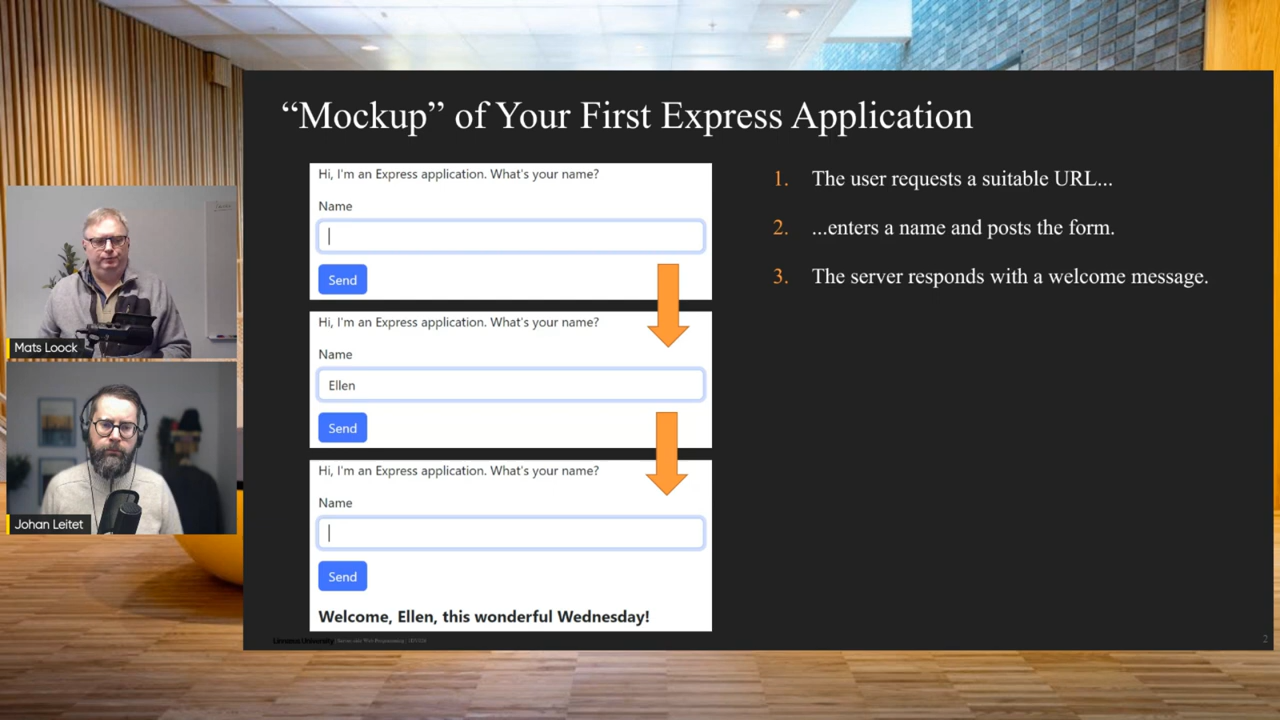 “Mockup” of Your First Express Application
Hi, I'm an Express application. What's your name?
Name
Send
Hi, I'm an Express application. What's your name?
Name
Ellen
Send
Hi, I'm an Express application. What's your name?
Name
Send
Welcome, Ellen, this wonderful Wednesday!
1. The user requests a suitable URL...
2. ...enters a name and posts the form.
3. The server responds with a welcome message.
Mats Loock
Johan Leitet
2